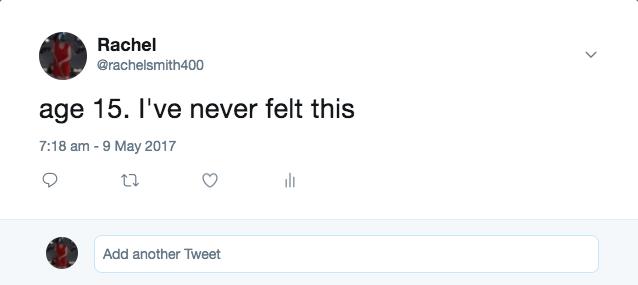 Rachel
@rachelsmith400
age 15. I've never felt this
7:18 am - 9 May 2017
Add another Tweet